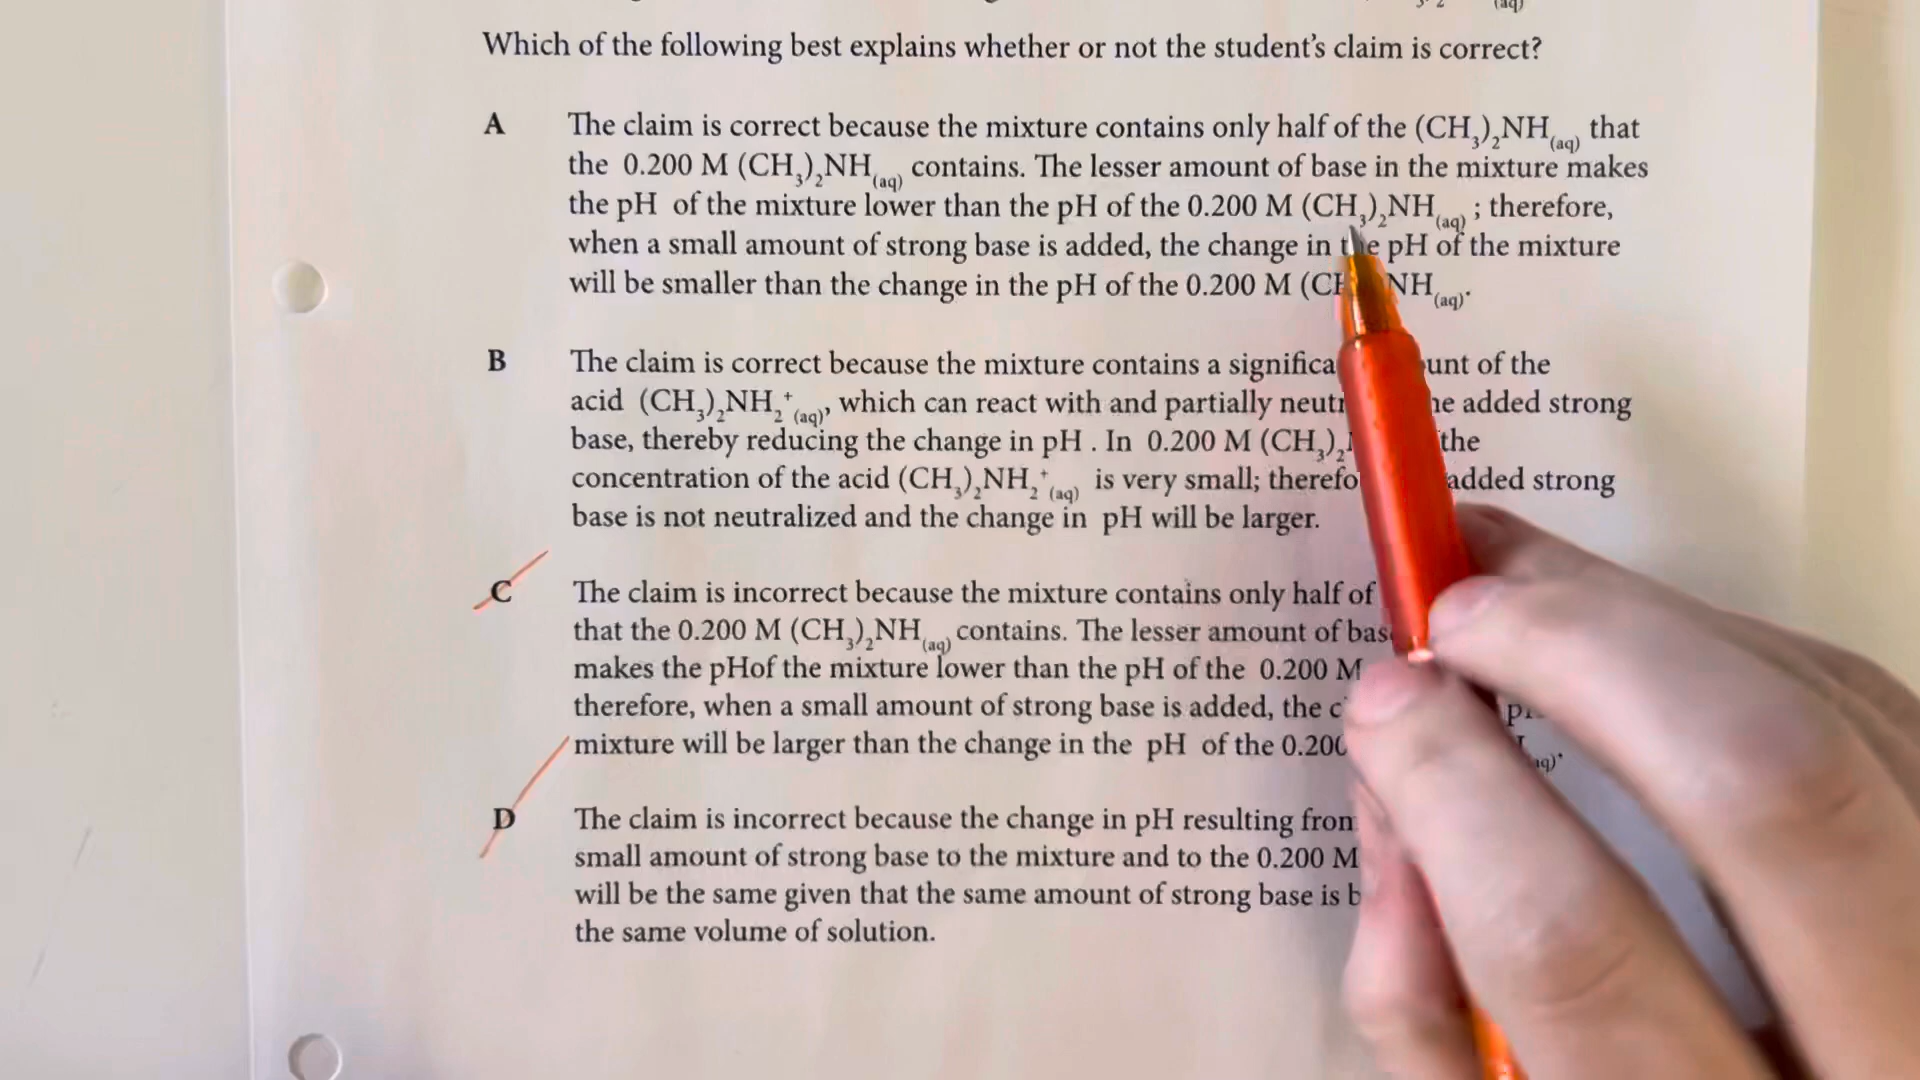 3 2 (aq)
Which of the following best explains whether or not the student's claim is correct?
A The claim is correct because the mixture contains only half of the (CH₃)₂NH(aq) that
the 0.200 M (CH₃)₂NH(aq) contains. The lesser amount of base in the mixture makes
the pH of the mixture lower than the pH of the 0.200 M (CH₃)₂NH(aq) ; therefore,
when a small amount of strong base is added, the change in pH of the mixture
will be smaller than the change in the pH of the 0.200 M (CH NH(aq).
B The claim is correct because the mixture contains a of the
acid (CH₃)₂NH₂⁺(aq), which can react with and partially added strong
base, thereby reducing the change in pH . In 0.200 M (CH₃)₂ the
concentration of the acid (CH₃)₂NH₂⁺(aq) is very small; added strong
base is not neutralized and the change in pH will be larger.
C The claim is incorrect because the mixture contains only half of
that the 0.200 M (CH₃)₂NH(aq) contains. The lesser amount of
makes the pHof the mixture lower than the pH of the 0.200 M
therefore, when a small amount of strong base is added, the
mixture will be larger than the change in the pH of the
D The claim is incorrect because the change in pH resulting from
small amount of strong base to the mixture and to the 0.200 M
will be the same given that the same amount of strong base is
the same volume of solution.